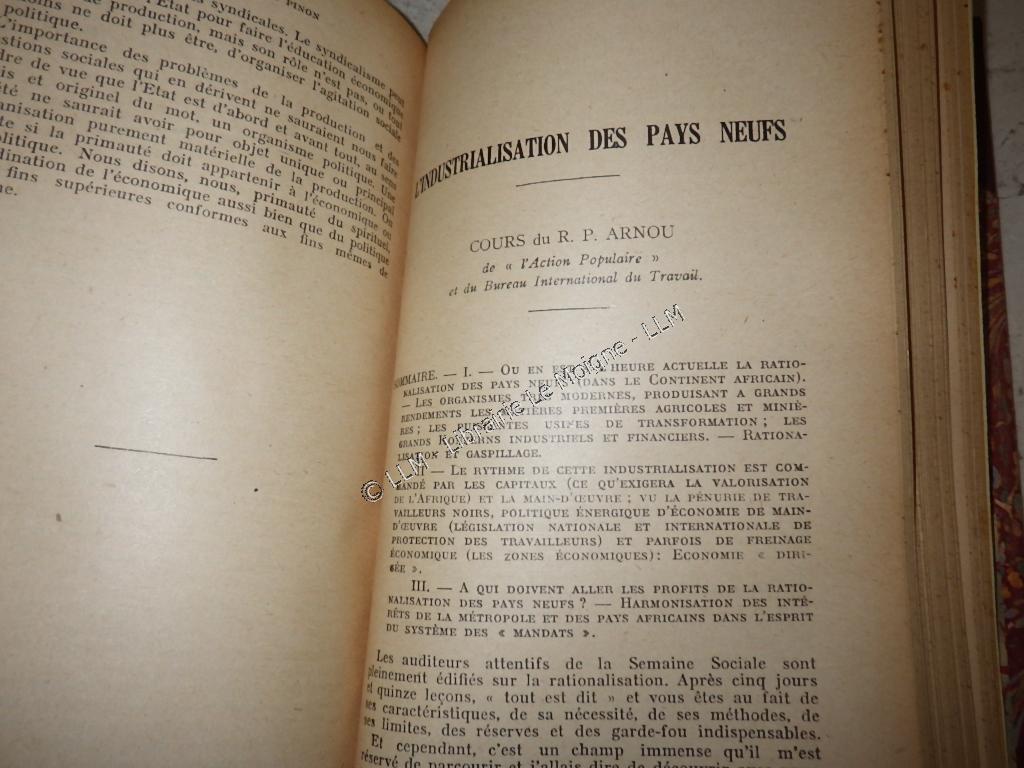 PINON
syndicales. Le syndicalisme peut
l'Etat pour faire l'éducation économique
de production, mais son rôle n'est pas, ou tout
moins ne doit plus être, d'organiser l'agitation sociale
politique.
L'importance des problèmes de la production et des
questions sociales qui en dérivent ne sauraient nous faire
perdre de vue que l'Etat est d'abord et avant tout, au sens
et originel du mot, un organisme politique. Une
ne saurait avoir pour objet unique ou principal
purement matérielle de la production. On
si la primauté doit appartenir à l'économique ou
politique. Nous disons, nous, primauté du spirituel,
de l'économique aussi bien que du politique
fins supérieures conformes aux fins mêmes de
L'INDUSTRIALISATION DES PAYS NEUFS
COURS du R. P. ARNOU
de « l'Action Populaire »
et du Bureau International du Travail.
SOMMAIRE. — I. — OU EN EST A L'HEURE ACTUELLE LA RATIO-
NALISATION DES PAYS NEUFS (DANS LE CONTINENT AFRICAIN).
— LES ORGANISMES TRÈS MODERNES, PRODUISANT A GRANDS
RENDEMENTS LES MATIÈRES PREMIÈRES AGRICOLES ET MINIÈ-
RES ; LES PUISSANTES USINES DE TRANSFORMATION ; LES
GRANDS KONZERNS INDUSTRIELS ET FINANCIERS. — RATIONA-
LISATION ET GASPILLAGE.
II — LE RYTHME DE CETTE INDUSTRIALISATION EST COM-
MANDÉ PAR LES CAPITAUX (CE QU'EXIGERA LA VALORISATION
DE L'AFRIQUE) ET LA MAIN-D'ŒUVRE ; VU LA PÉNURIE DE TRA-
VAILLEURS NOIRS, POLITIQUE ÉNERGIQUE D'ÉCONOMIE DE MAIN-
D'ŒUVRE (LÉGISLATION NATIONALE ET INTERNATIONALE DE
PROTECTION DES TRAVAILLEURS) ET PARFOIS DE FREINAGE
ÉCONOMIQUE (LES ZONES ÉCONOMIQUES): ECONOMIE « DIRI-
GÉE ».
III. — A QUI DOIVENT ALLER LES PROFITS DE LA RATIO-
NALISATION DES PAYS NEUFS ? — HARMONISATION DES INTÉ-
RÊTS DE LA MÉTROPOLE ET DES PAYS AFRICAINS DANS L'ESPRIT
DU SYSTÈME DES « MANDATS ».
Les auditeurs attentifs de la Semaine Sociale sont
pleinement édifiés sur la rationalisation. Après cinq jours
et quinze leçons, « tout est dit » et vous êtes au fait de
ses caractéristiques, de sa nécessité, de ses méthodes, de
ses limites, des réserves et des garde-fou indispensables.
Et cependant, c'est un champ immense qu'il m'est
réservé de parcourir et j'allais dire de découvrir
© LLM - Librairie Le Moigne - LLM